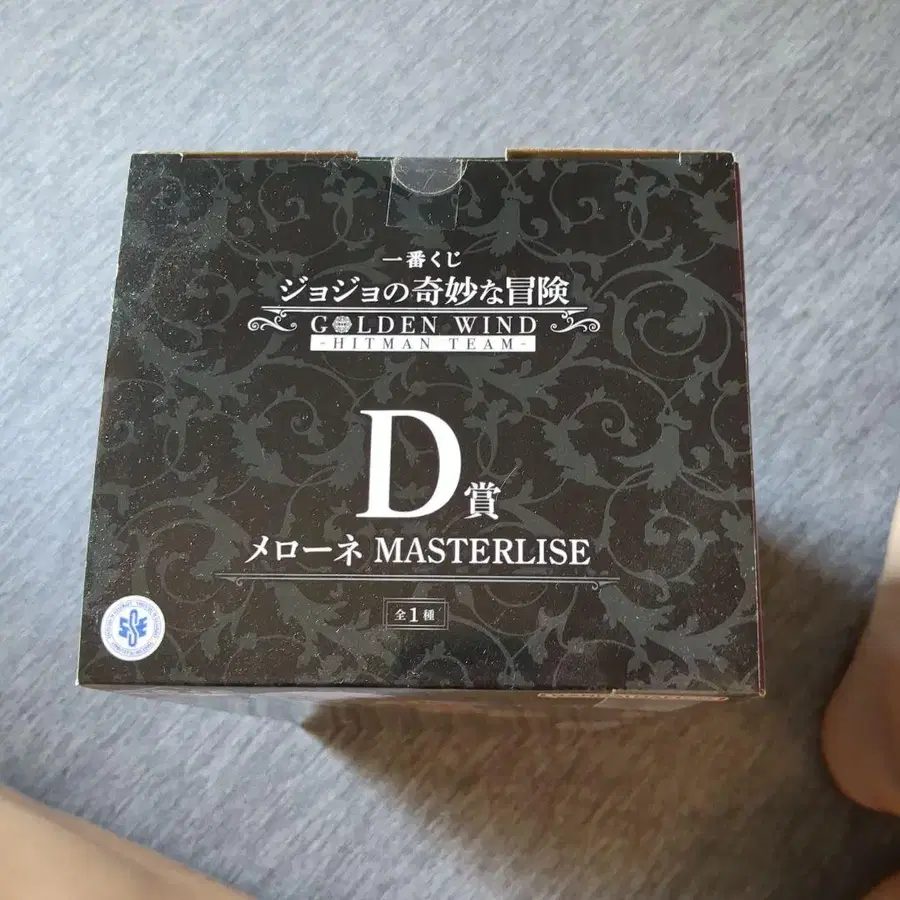 一番くじ
ジョジョの奇妙な冒険
GOLDEN WIND
-HITMAN TEAM-
D賞
メローネ MASTERLISE
全1種